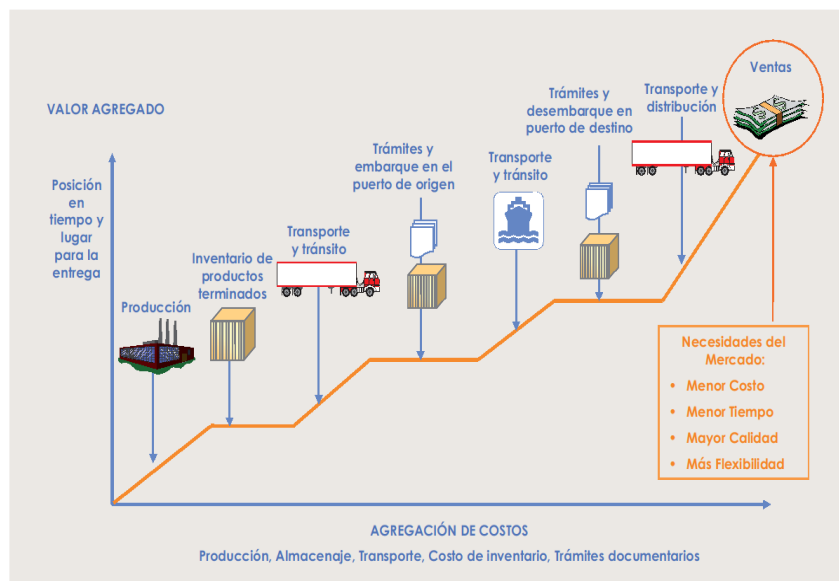 VALOR AGREGADO
Posición
en
tiempo y
lugar
para la
entrega
Producción
Inventario de
productos
terminados
Transporte
y tránsito
Trámites y
embarque en el
puerto de origen
Transporte
y tránsito
Trámites y
desembarque en
puerto de destino
Transporte y
distribución
Ventas
Necesidades del
Mercado:
• Menor Costo
• Menor Tiempo
• Mayor Calidad
• Más Flexibilidad
AGREGACIÓN DE COSTOS
Producción, Almacenaje, Transporte, Costo de inventario, Trámites documentarios